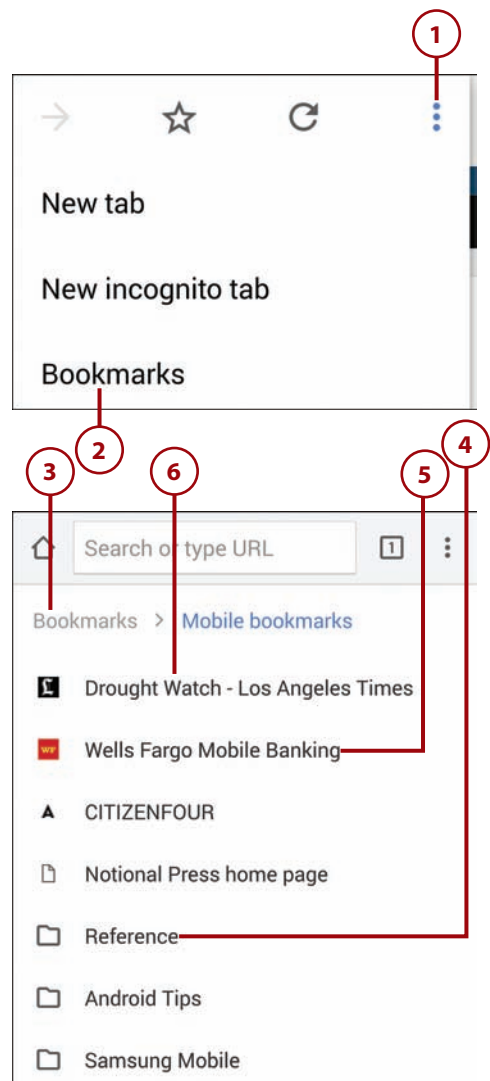 1
New tab
New incognito tab
Bookmarks
2
3
6
5
4
Search or type URL
1
Bookmarks > Mobile bookmarks
Drought Watch - Los Angeles Times
WF Wells Fargo Mobile Banking
A CITIZENFOUR
Notional Press home page
Reference
Android Tips
Samsung Mobile